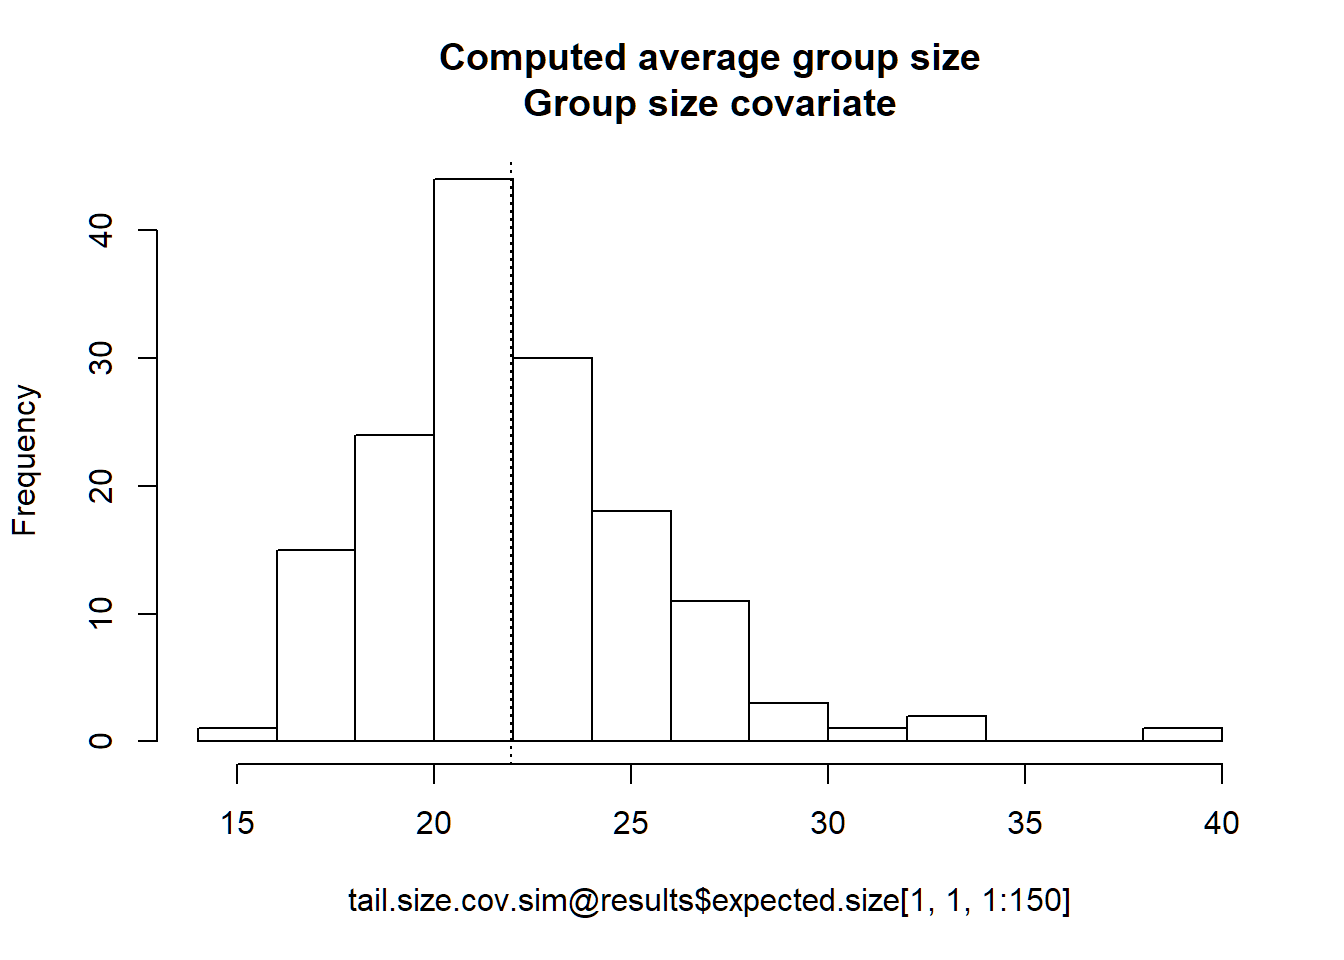 Computed average group size
Group size covariate
Frequency
40
30
20
10
0
15 20 25 30 35 40
tail.size.cov.sim@results$expected.size[1, 1, 1:150]